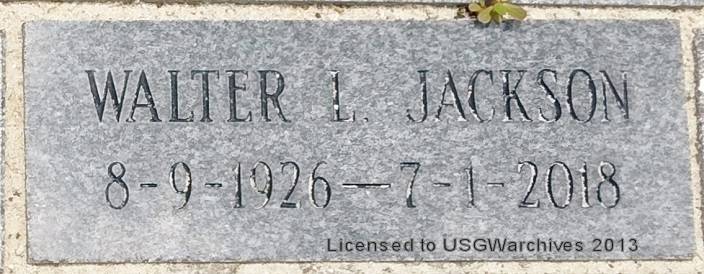 WALTER L. JACKSON
8-9-1926—7-1-2018
Licensed to USGWarchives 2013